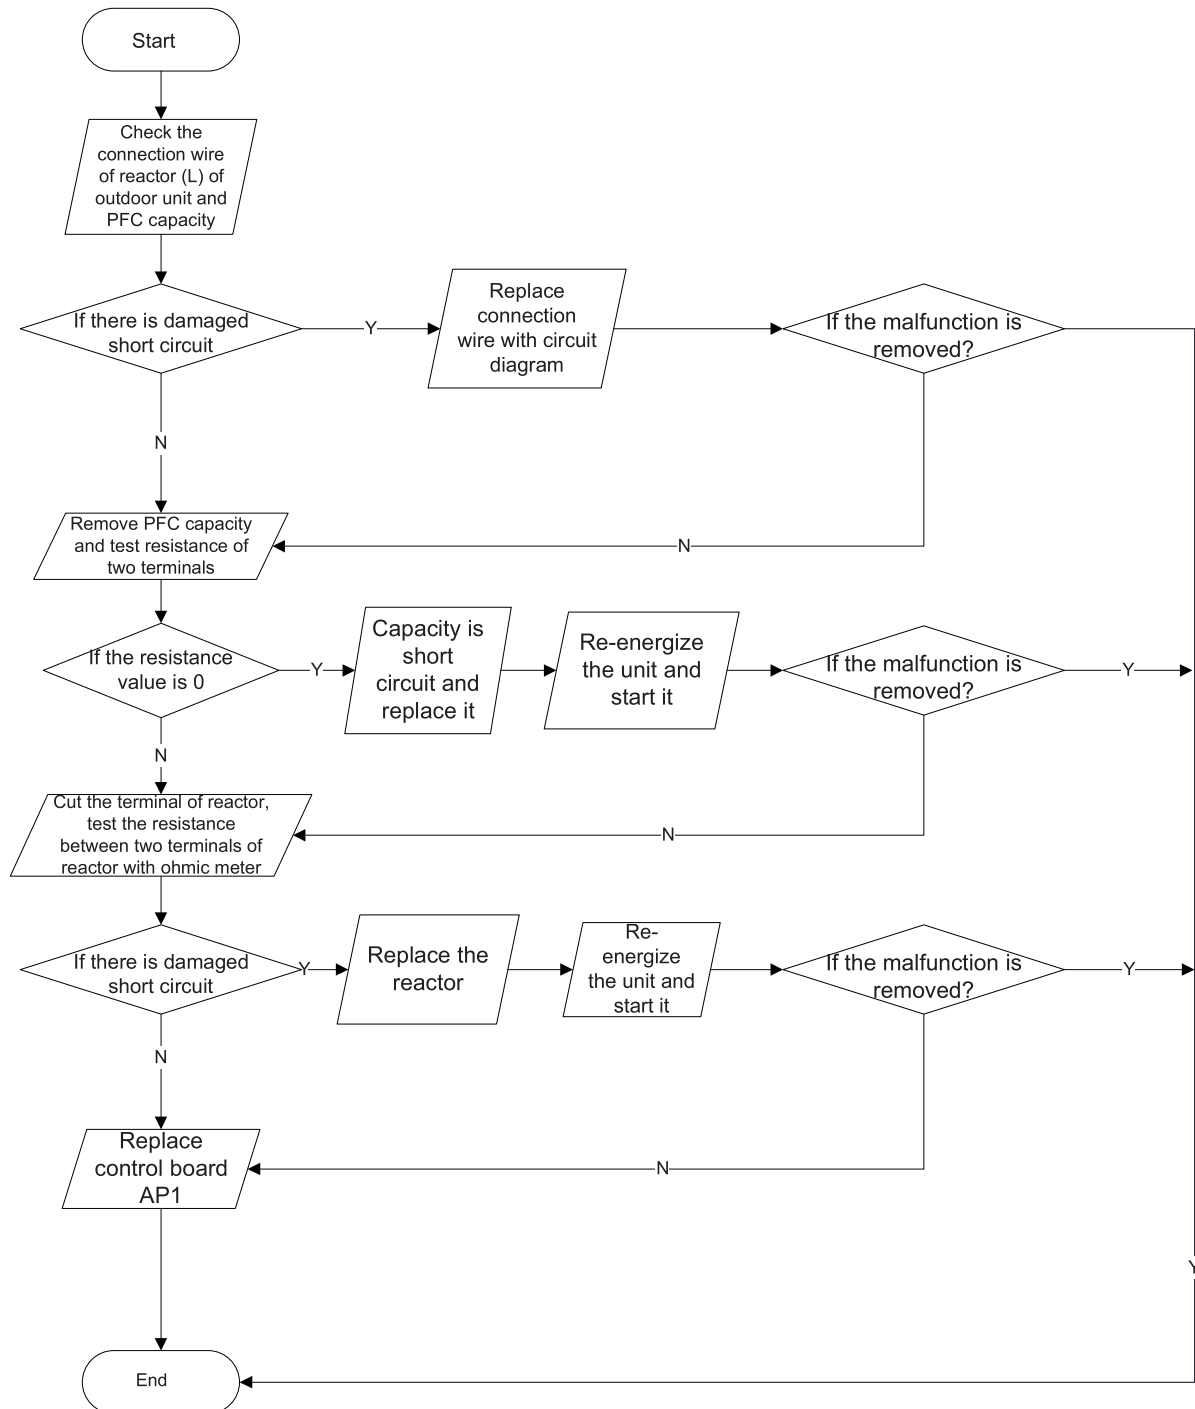 Start
Check the
connection wire
of reactor (L) of
outdoor unit and
PFC capacity
If there is damaged
short circuit
Y
Replace
connection
wire with circuit
diagram
If the malfunction is
removed?
N
Remove PFC capacity
and test resistance of
two terminals
N
If the resistance
value is 0
Y
Capacity is
short
circuit and
replace it
Re-energize
the unit and
start it
If the malfunction is
removed?
Y
N
Cut the terminal of reactor,
test the resistance
between two terminals of
reactor with ohmic meter
N
If there is damaged
short circuit
Y
Replace the
reactor
Re-
energize
the unit and
start it
If the malfunction is
removed?
Y
N
Replace
control board
AP1
N
Y
End